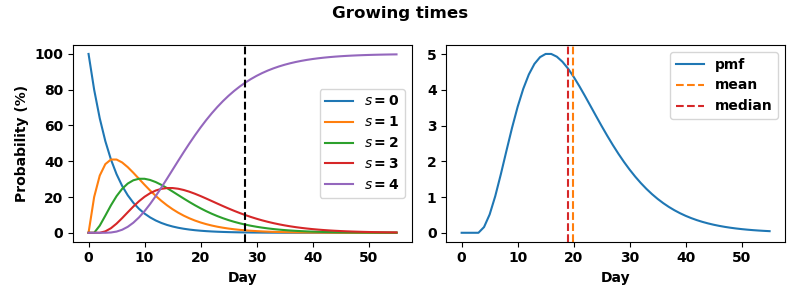 Growing times
Probability (%)
100
80
60
40
20
0
0 10 20 30 40 50
Day
s = 0
s = 1
s = 2
s = 3
s = 4
5
4
3
2
1
0
0 10 20 30 40 50
Day
pmf
mean
median